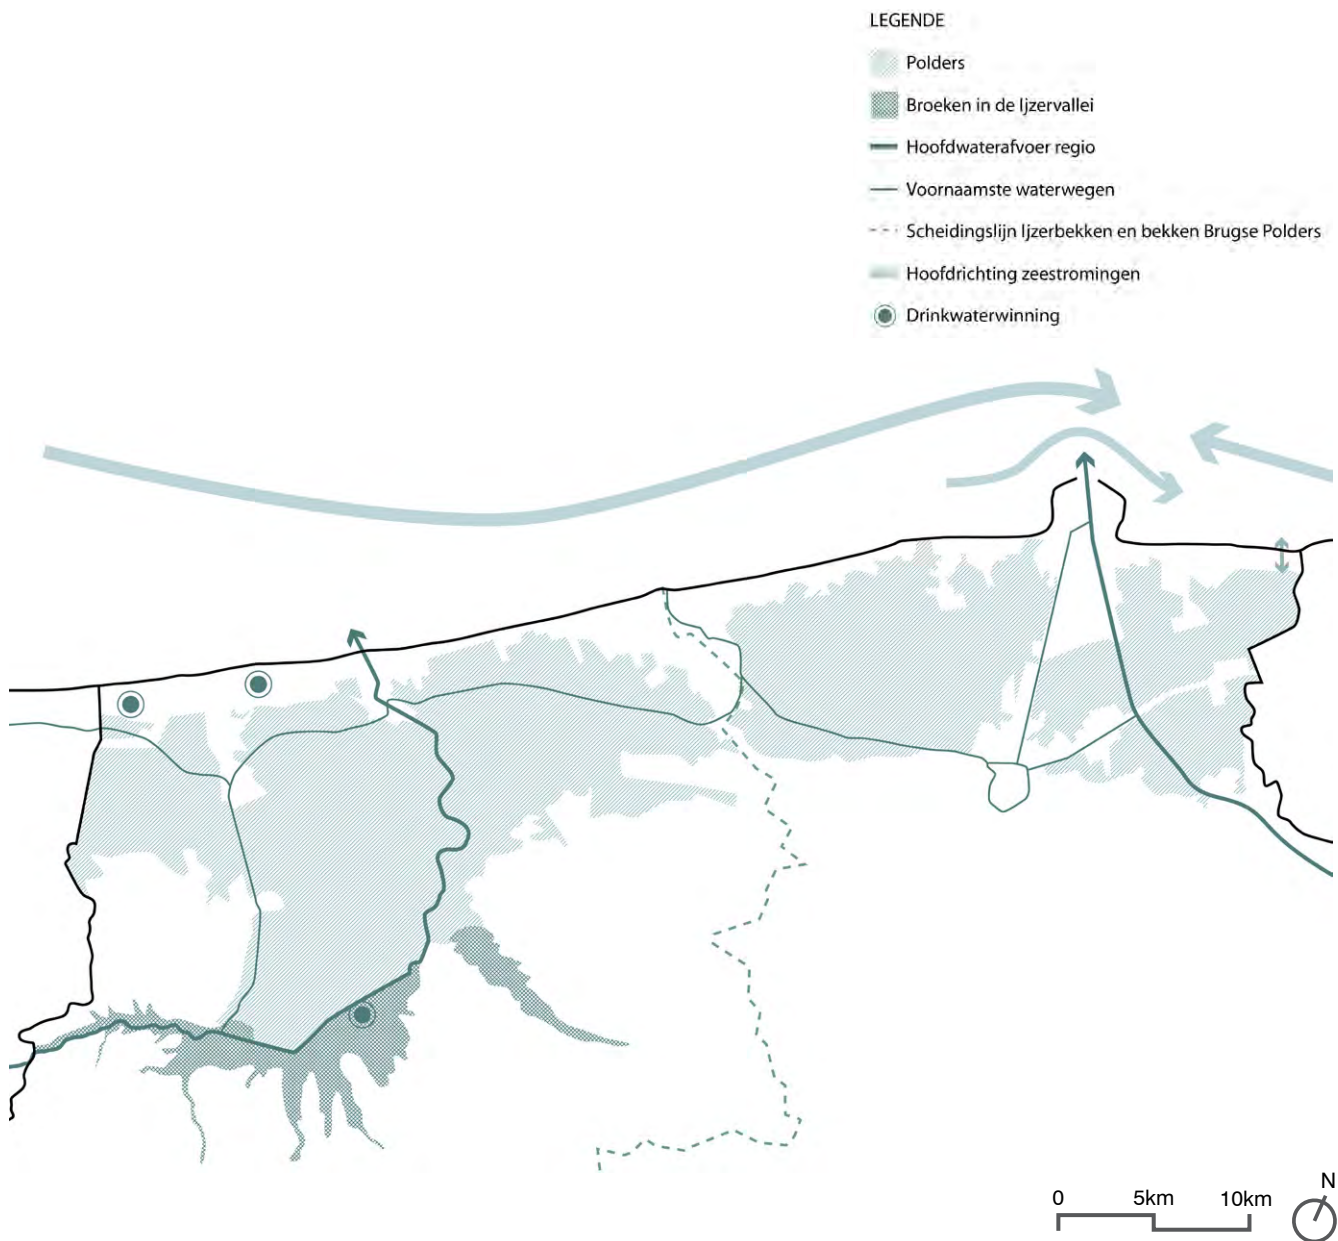 LEGENDE
Polders
Broeken in de Ijzervallei
Hoofdwaterafvoer regio
Voornaamste waterwegen
Scheidingslijn Ijzerbekken en bekken Brugse Polders
Hoofdrichting zeestromingen
Drinkwaterwinning
0 5km 10km
N